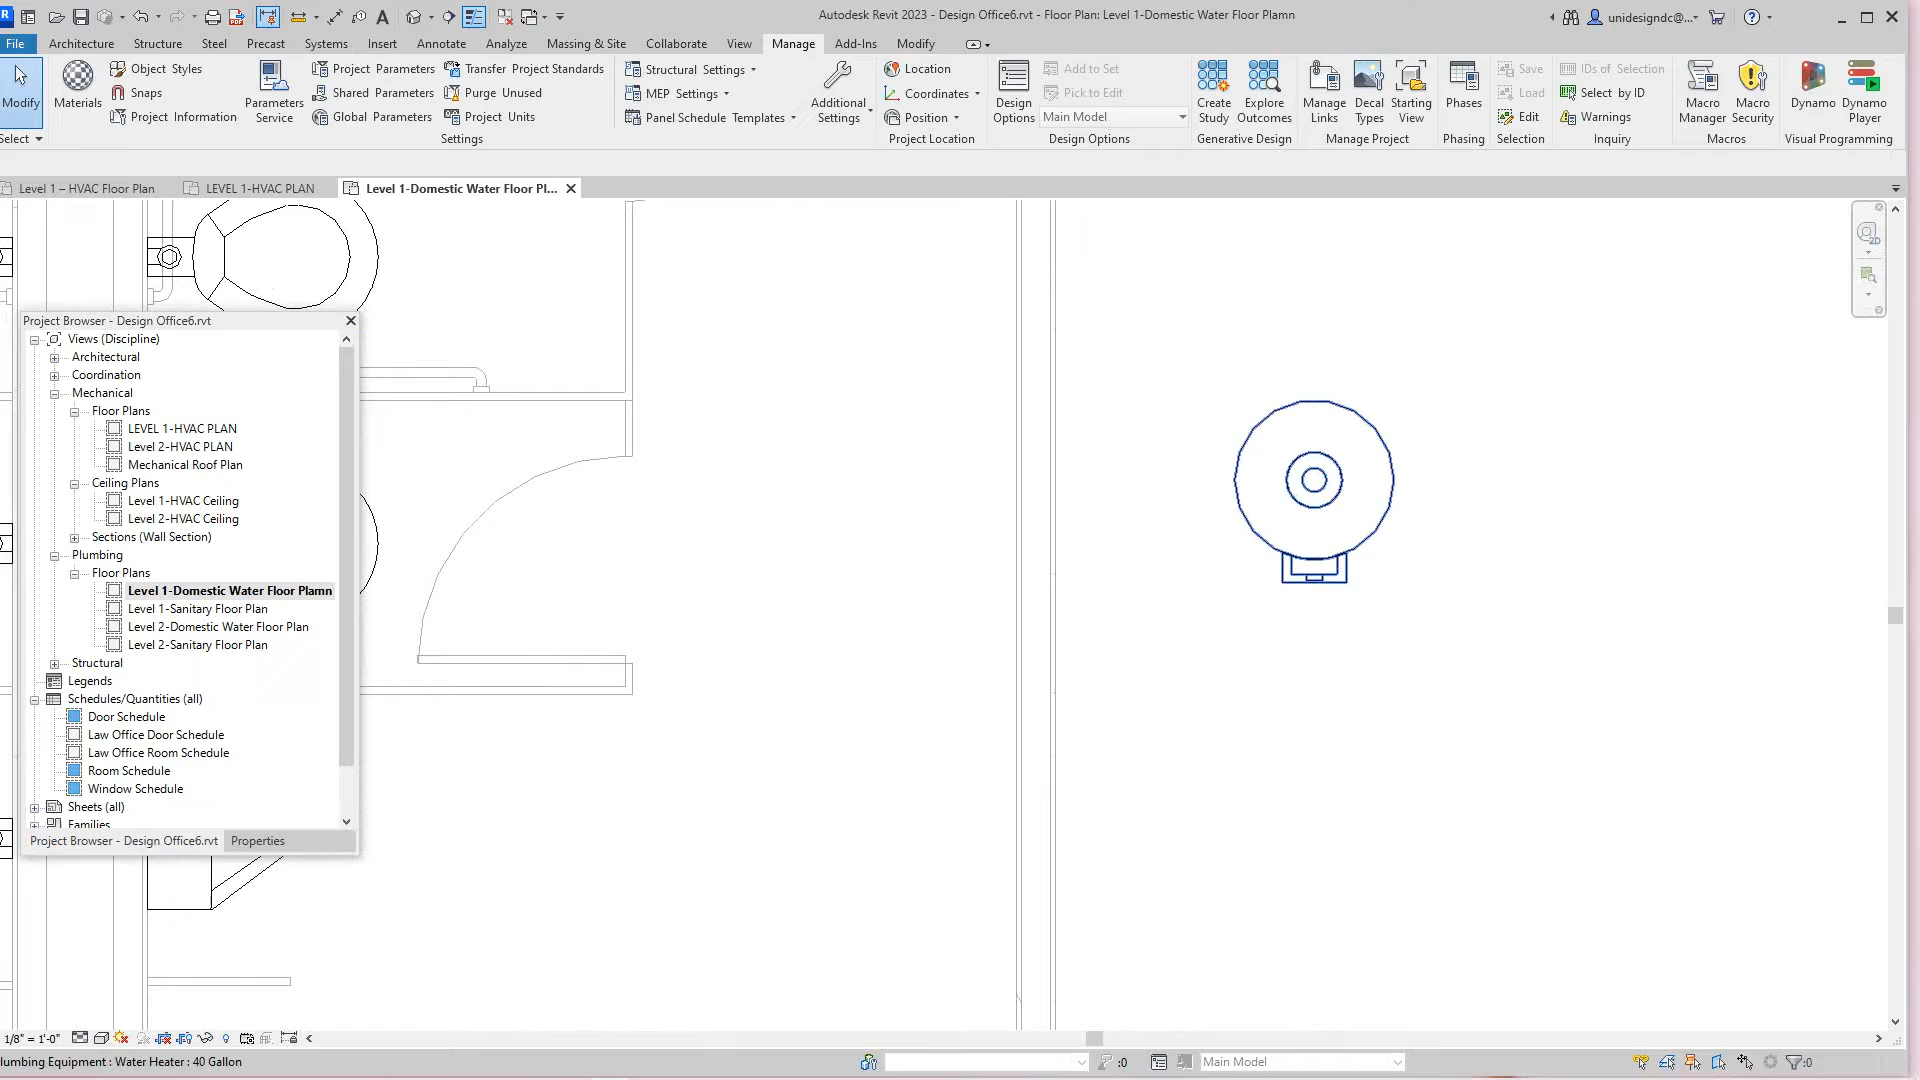 R
Autodesk Revit 2023 - Design Office6.rvt - Floor Plan: Level 1-Domestic Water Floor Plamn
unidesigndc@...
File Architecture Structure Steel Precast Systems Insert Annotate Analyze Massing & Site Collaborate View Manage Add-Ins Modify
Modify
Select
Materials
Object Styles
Snaps
Project Information
Parameters Service
Project Parameters
Shared Parameters
Global Parameters
Transfer Project Standards
Purge Unused
Project Units
Settings
Structural Settings
MEP Settings
Panel Schedule Templates
Additional Settings
Location
Coordinates
Position
Project Location
Design Options
Add to Set
Pick to Edit
Main Model
Design Options
Create Study
Explore Outcomes
Generative Design
Manage Links
Decal Types
Starting View
Manage Project
Phases
Phasing
Save
Load
Edit
Selection
IDs of Selection
Select by ID
Warnings
Inquiry
Macro Manager
Macro Security
Macros
Dynamo
Dynamo Player
Visual Programming
Level 1 – HVAC Floor Plan
LEVEL 1-HVAC PLAN
Level 1-Domestic Water Floor Pl...
2D
Project Browser - Design Office6.rvt
Views (Discipline)
Architectural
Coordination
Mechanical
Floor Plans
LEVEL 1-HVAC PLAN
Level 2-HVAC PLAN
Mechanical Roof Plan
Ceiling Plans
Level 1-HVAC Ceiling
Level 2-HVAC Ceiling
Sections (Wall Section)
Plumbing
Floor Plans
Level 1-Domestic Water Floor Plamn
Level 1-Sanitary Floor Plan
Level 2-Domestic Water Floor Plan
Level 2-Sanitary Floor Plan
Structural
Legends
Schedules/Quantities (all)
Door Schedule
Law Office Door Schedule
Law Office Room Schedule
Room Schedule
Window Schedule
Sheets (all)
Families
Project Browser - Design Office6.rvt
Properties
1/8" = 1'-0"
lumbing Equipment : Water Heater : 40 Gallon
:0
Main Model
:0